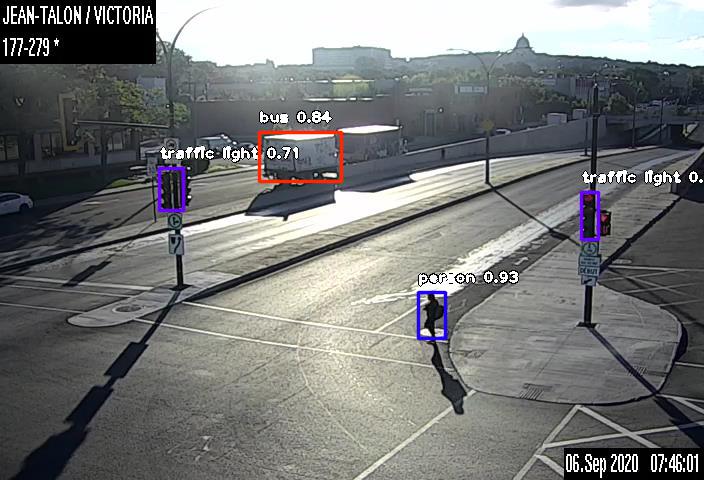 JEAN-TALON / VICTORIA
177-279 *
bus 0.84
traffic light 0.71
traffic light 0.
person 0.93
DÉBUT
06.Sep 2020 07:46:01